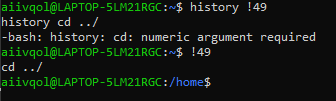 aiivqol@LAPTOP-5LM21RGC:~$ history !49
history cd ../
-bash: history: cd: numeric argument required
aiivqol@LAPTOP-5LM21RGC:~$ !49
cd ../
aiivqol@LAPTOP-5LM21RGC:/home$